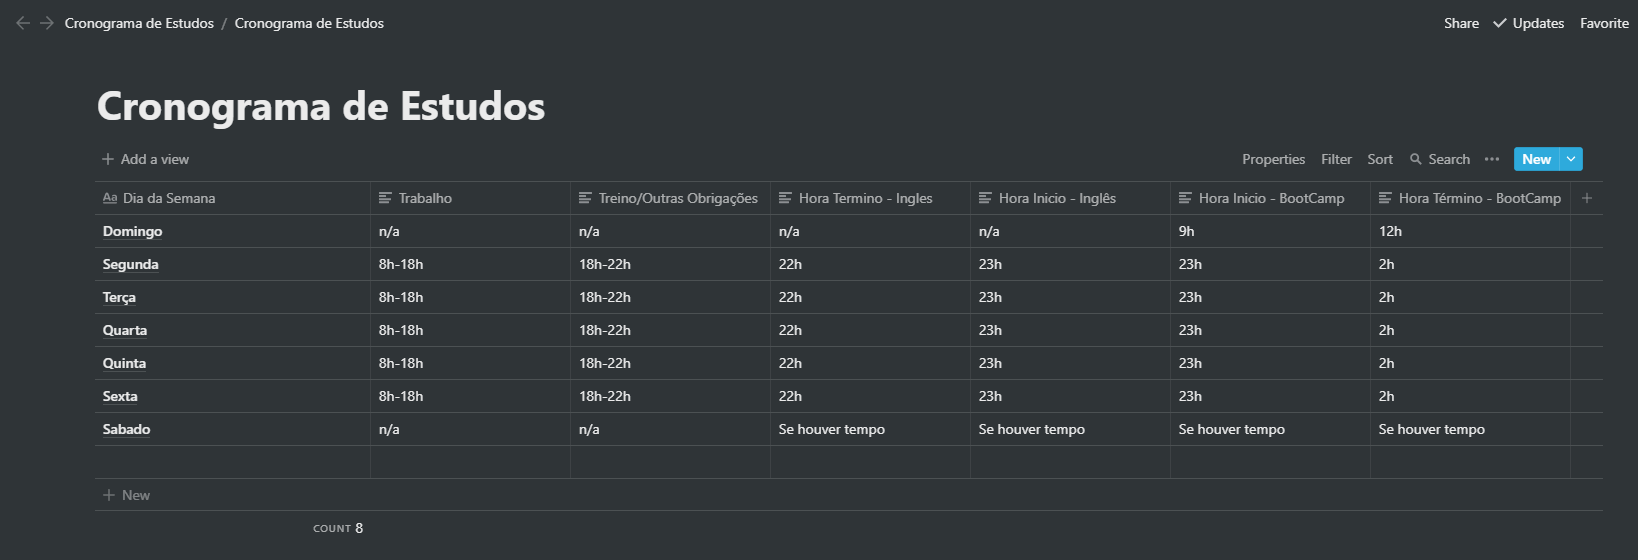 Cronograma de Estudos / Cronograma de Estudos
Share Updates Favorite
Cronograma de Estudos
Add a view
Properties Filter Sort Search New
Aa Dia da Semana Trabalho Treino/Outras Obrigações Hora Termino - Ingles Hora Inicio - Inglês Hora Inicio - BootCamp Hora Término - BootCamp
Domingo n/a n/a n/a n/a 9h 12h
Segunda 8h-18h 18h-22h 22h 23h 23h 2h
Terça 8h-18h 18h-22h 22h 23h 23h 2h
Quarta 8h-18h 18h-22h 22h 23h 23h 2h
Quinta 8h-18h 18h-22h 22h 23h 23h 2h
Sexta 8h-18h 18h-22h 22h 23h 23h 2h
Sabado n/a n/a Se houver tempo Se houver tempo Se houver tempo Se houver tempo
New
COUNT 8